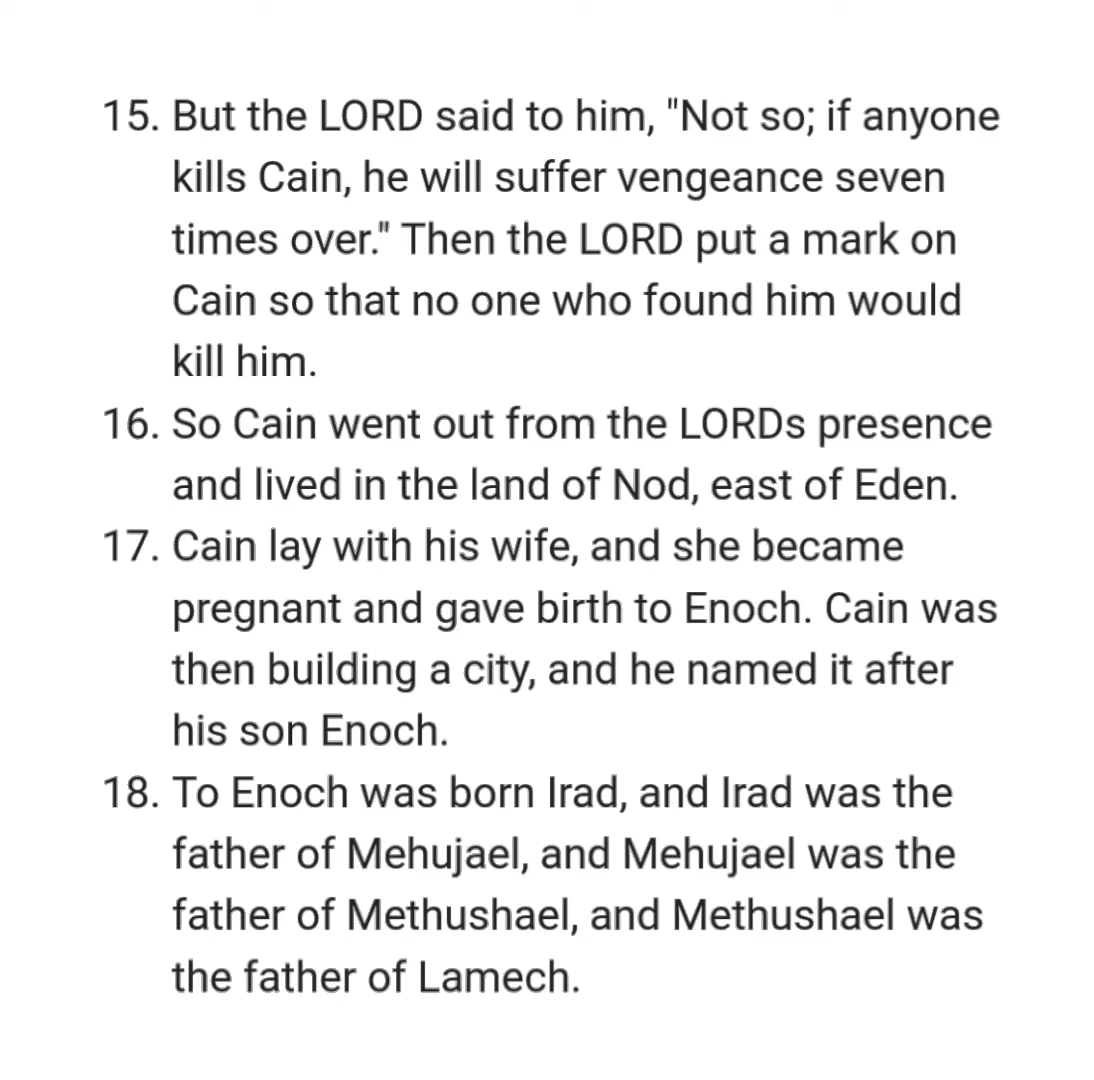 15. But the LORD said to him, "Not so; if anyone
kills Cain, he will suffer vengeance seven
times over." Then the LORD put a mark on
Cain so that no one who found him would
kill him.
16. So Cain went out from the LORDs presence
and lived in the land of Nod, east of Eden.
17. Cain lay with his wife, and she became
pregnant and gave birth to Enoch. Cain was
then building a city, and he named it after
his son Enoch.
18. To Enoch was born Irad, and Irad was the
father of Mehujael, and Mehujael was the
father of Methushael, and Methushael was
the father of Lamech.